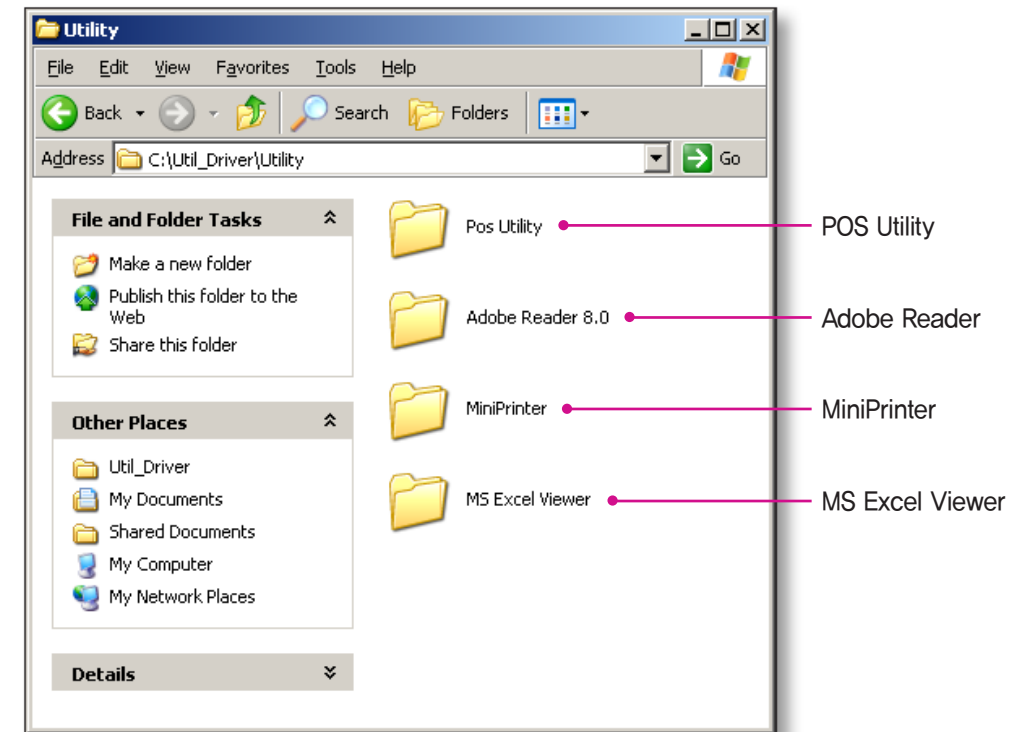 Utility
File Edit View Favorites Tools Help
Back Search Folders
Address C:\Util_Driver\Utility Go
File and Folder Tasks
Make a new folder
Publish this folder to the
Web
Share this folder
Other Places
Util_Driver
My Documents
Shared Documents
My Computer
My Network Places
Details
Pos Utility
Adobe Reader 8.0
MiniPrinter
MS Excel Viewer
POS Utility
Adobe Reader
MiniPrinter
MS Excel Viewer